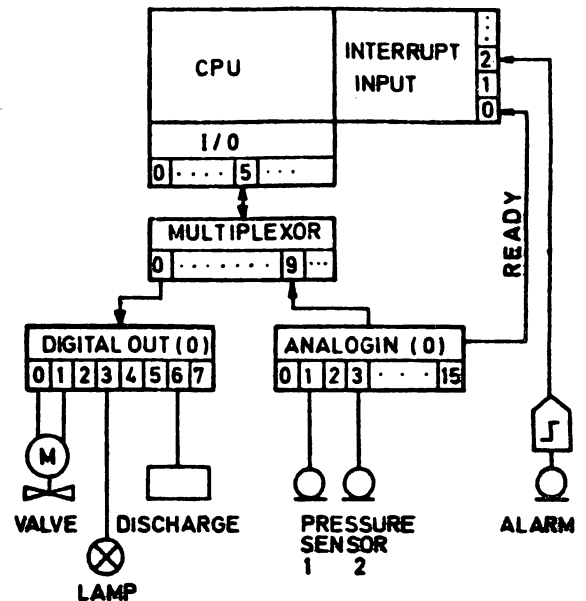 CPU
INTERRUPT
INPUT
:
2
1
0
I/O
0 · · · · 5 · · ·
MULTIPLEXOR
0 · · · · · · · 9 ···
READY
DIGITAL OUT (0)
0 1 2 3 4 5 6 7
ANALOGIN (0)
0 1 2 3 · · · 15
M
VALVE
DISCHARGE
PRESSURE
SENSOR
1 2
ALARM
LAMP